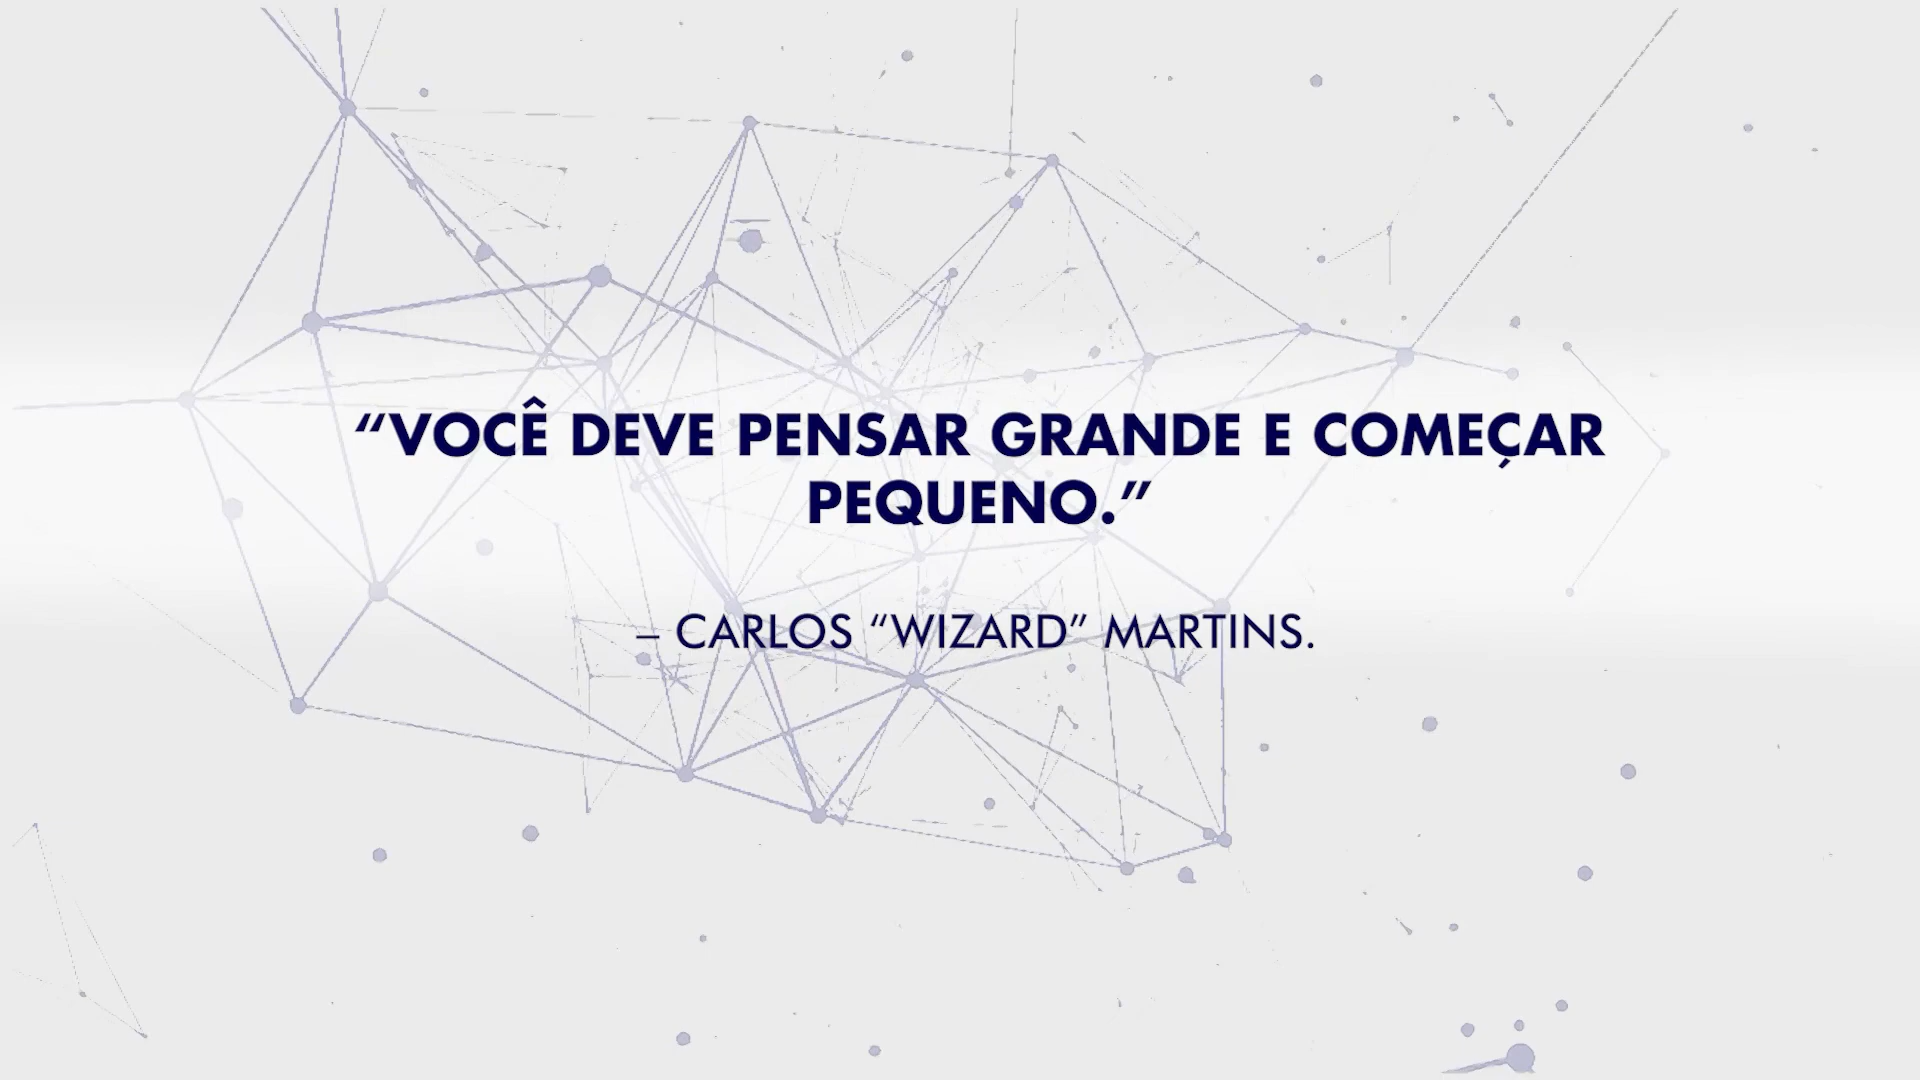 “VOCÊ DEVE PENSAR GRANDE E COMEÇAR
PEQUENO.”
– CARLOS “WIZARD” MARTINS.